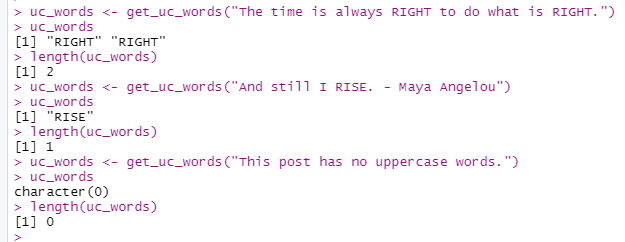 > uc_words <- get_uc_words("The time is always RIGHT to do what is RIGHT.")
> uc_words
[1] "RIGHT" "RIGHT"
> length(uc_words)
[1] 2
> uc_words <- get_uc_words("And still I RISE. - Maya Angelou")
> uc_words
[1] "RISE"
> length(uc_words)
[1] 1
> uc_words <- get_uc_words("This post has no uppercase words.")
> uc_words
character(0)
> length(uc_words)
[1] 0
>